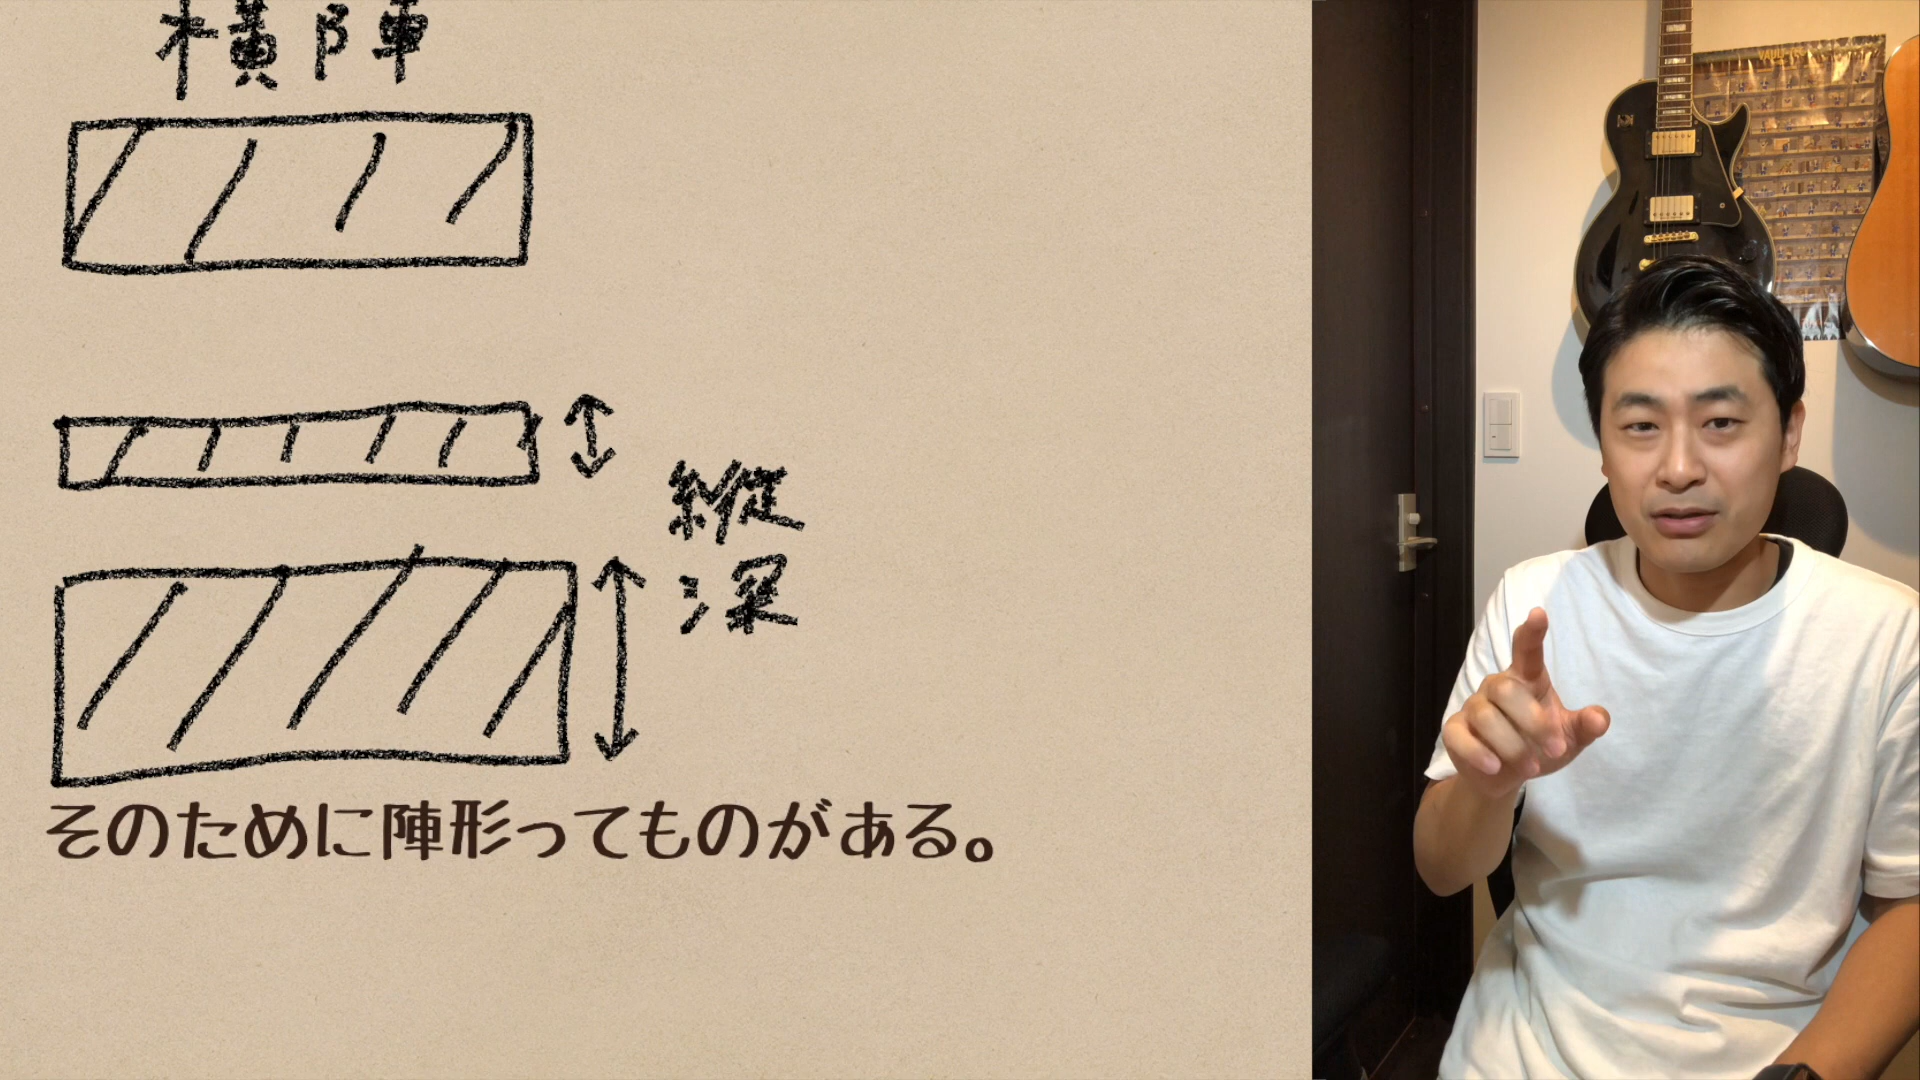 横陣
縦
深
そのために陣形ってものがある。